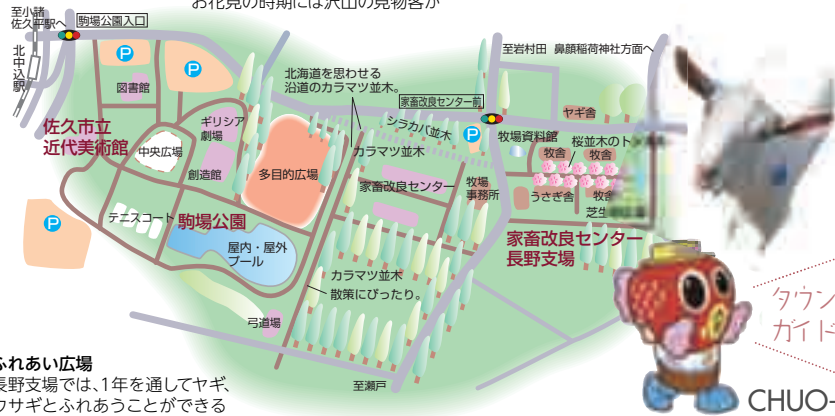 お花見の時期には沢山の見物客が
至小諸
佐久平駅へ
駒場公園入口
北中込駅
P
P
図書館
佐久市立
近代美術館
中央広場
ギリシア
劇場
創造館
多目的広場
北海道を思わせる
沿道のカラマツ並木。
カラマツ並木
シラカバ並木
家畜改良センター前
P
至岩村田 鼻顔稲荷神社方面へ
ヤギ舎
牧場資料館
桜並木のト
牧舎
牧舎
うさぎ舎
牧舎
芝生
家畜改良センター
牧場
事務所
家畜改良センター
長野支場
テニスコート
駒場公園
P
屋内・屋外
プール
カラマツ並木
散策にぴったり。
弓道場
至瀬戸
ふれあい広場
長野支場では、1年を通してヤギ、
ウサギとふれあうことができる
タウン
ガイド
CHUO-